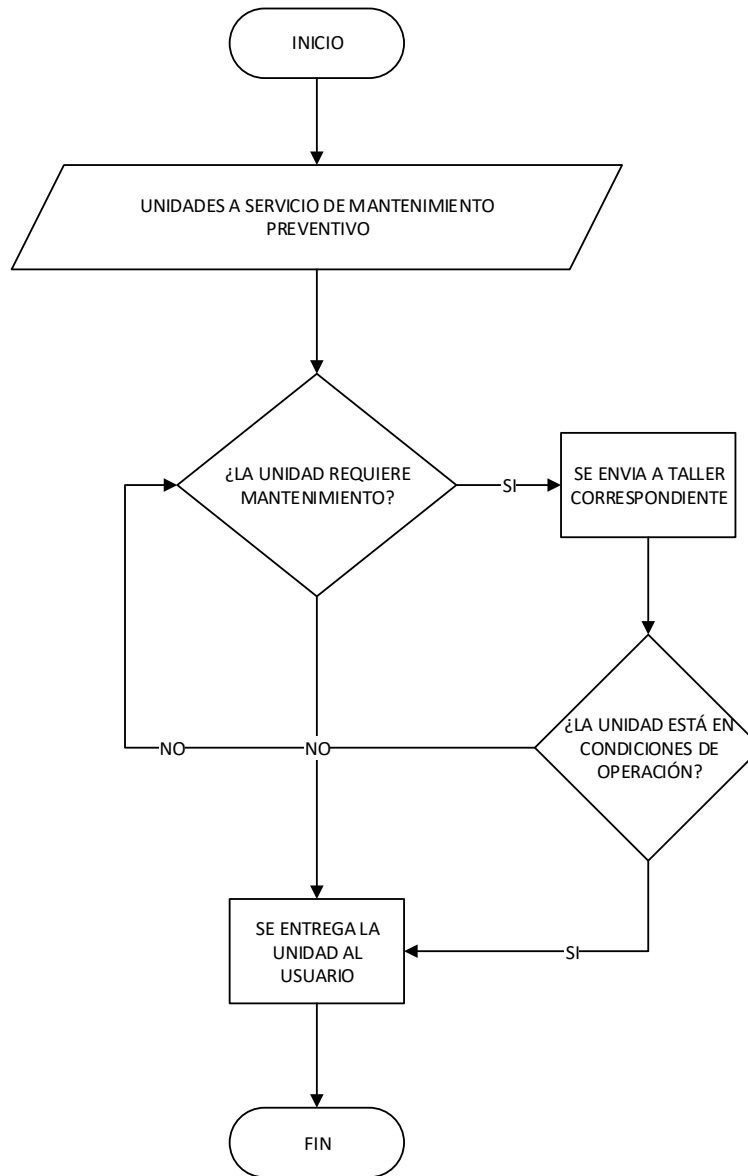 INICIO
UNIDADES A SERVICIO DE MANTENIMIENTO
PREVENTIVO
¿LA UNIDAD REQUIERE
MANTENIMIENTO?
SI
SE ENVIA A TALLER
CORRESPONDIENTE
¿LA UNIDAD ESTÁ EN
CONDICIONES DE
OPERACIÓN?
NO
NO
SE ENTREGA LA
UNIDAD AL
USUARIO
SI
FIN